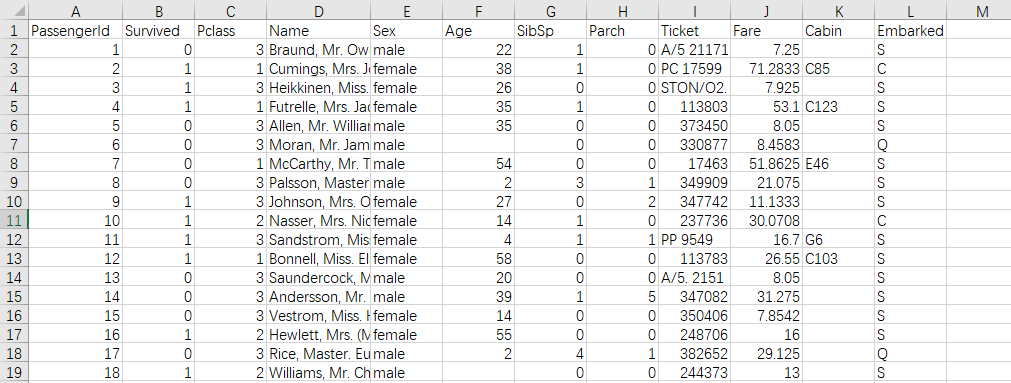 A B C D E F G H I J K L M
1 PassengerId Survived Pclass Name Sex Age SibSp Parch Ticket Fare Cabin Embarked
2 1 0 3 Braund, Mr. Ow male 22 1 0 A/5 21171 7.25 S
3 2 1 1 Cumings, Mrs. J female 38 1 0 PC 17599 71.2833 C85 C
4 3 1 3 Heikkinen, Miss. female 26 0 0 STON/O2. 7.925 S
5 4 1 1 Futrelle, Mrs. Jac female 35 1 0 113803 53.1 C123 S
6 5 0 3 Allen, Mr. Willia male 35 0 0 373450 8.05 S
7 6 0 3 Moran, Mr. Jam male 0 0 330877 8.4583 Q
8 7 0 1 McCarthy, Mr. T male 54 0 0 17463 51.8625 E46 S
9 8 0 3 Palsson, Master male 2 3 1 349909 21.075 S
10 9 1 3 Johnson, Mrs. O female 27 0 2 347742 11.1333 S
11 10 1 2 Nasser, Mrs. Nic female 14 1 0 237736 30.0708 C
12 11 1 3 Sandstrom, Mis female 4 1 1 PP 9549 16.7 G6 S
13 12 1 1 Bonnell, Miss. El female 58 0 0 113783 26.55 C103 S
14 13 0 3 Saundercock, M male 20 0 0 A/5. 2151 8.05 S
15 14 0 3 Andersson, Mr. male 39 1 5 347082 31.275 S
16 15 0 3 Vestrom, Miss. H female 14 0 0 350406 7.8542 S
17 16 1 2 Hewlett, Mrs. (M female 55 0 0 248706 16 S
18 17 0 3 Rice, Master. Eu male 2 4 1 382652 29.125 Q
19 18 1 2 Williams, Mr. Ch male 0 0 244373 13 S